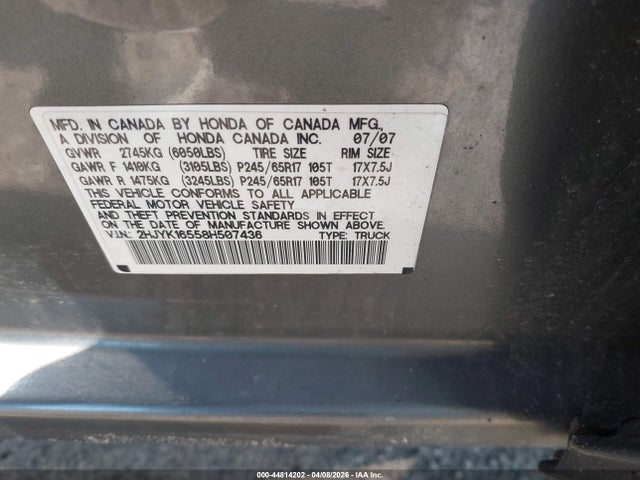 MFD. IN CANADA BY HONDA OF CANADA MFG.,
A DIVISION OF HONDA CANADA INC. 07/07
GVWR 2745KG (6050LBS) TIRE SIZE RIM SIZE
GAWR F 1410KG (3105LBS) P245/65R17 105T 17X7.5J
GAWR R 1475KG (3245LBS) P245/65R17 105T 17X7.5J
THIS VEHICLE CONFORMS TO ALL APPLICABLE
FEDERAL MOTOR VEHICLE SAFETY
AND THEFT PREVENTION STANDARDS IN EFFECT
ON THE DATE OF MANUFACTURE SHOWN ABOVE.
V.I.N.: 2HJYK16558H507436 TYPE: TRUCK
000-44814202 04/08/2026 IAA Inc.